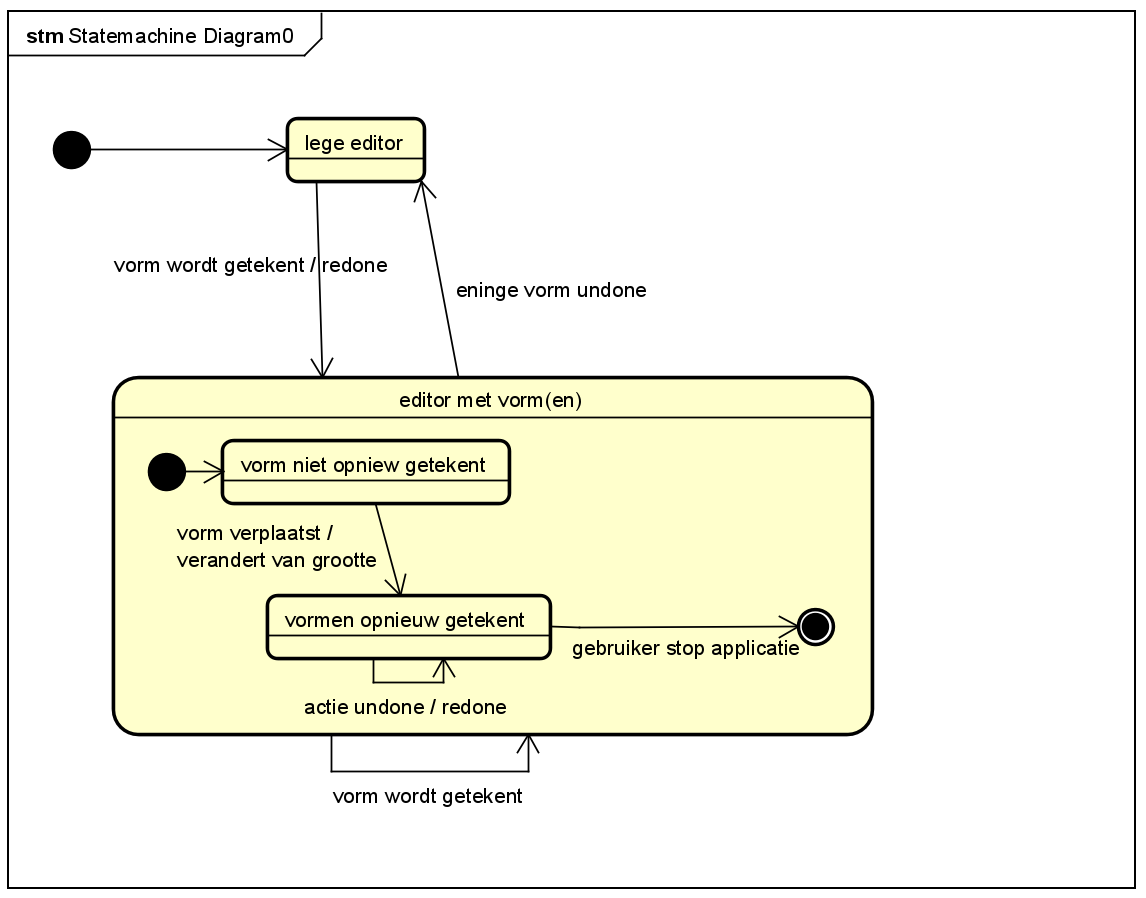 stm Statemachine Diagram0
lege editor
vorm wordt getekent / redone
eninge vorm undone
editor met vorm(en)
vorm niet opniew getekent
vorm verplaatst /
verandert van grootte
vormen opnieuw getekent
gebruiker stop applicatie
actie undone / redone
vorm wordt getekent